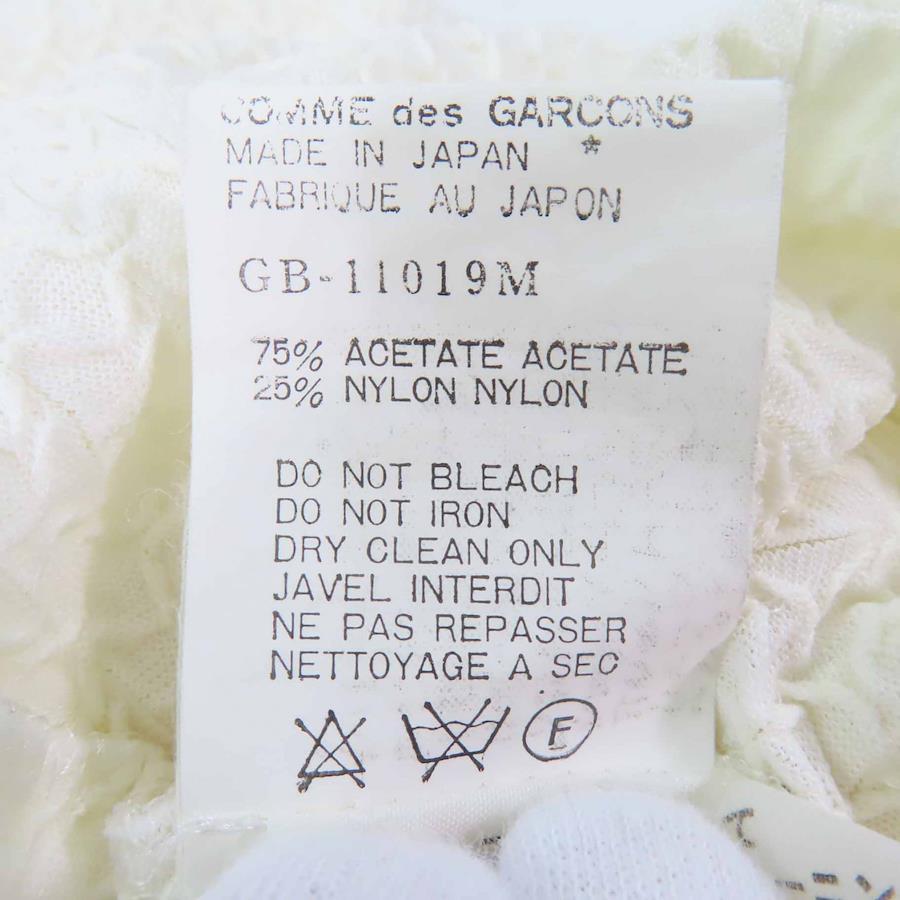 COMME des GARCONS
MADE IN JAPAN *
FABRIQUE AU JAPON
GB-11019M
75% ACETATE ACETATE
25% NYLON NYLON
DO NOT BLEACH
DO NOT IRON
DRY CLEAN ONLY
JAVEL INTERDIT
NE PAS REPASSER
NETTOYAGE A SEC
F